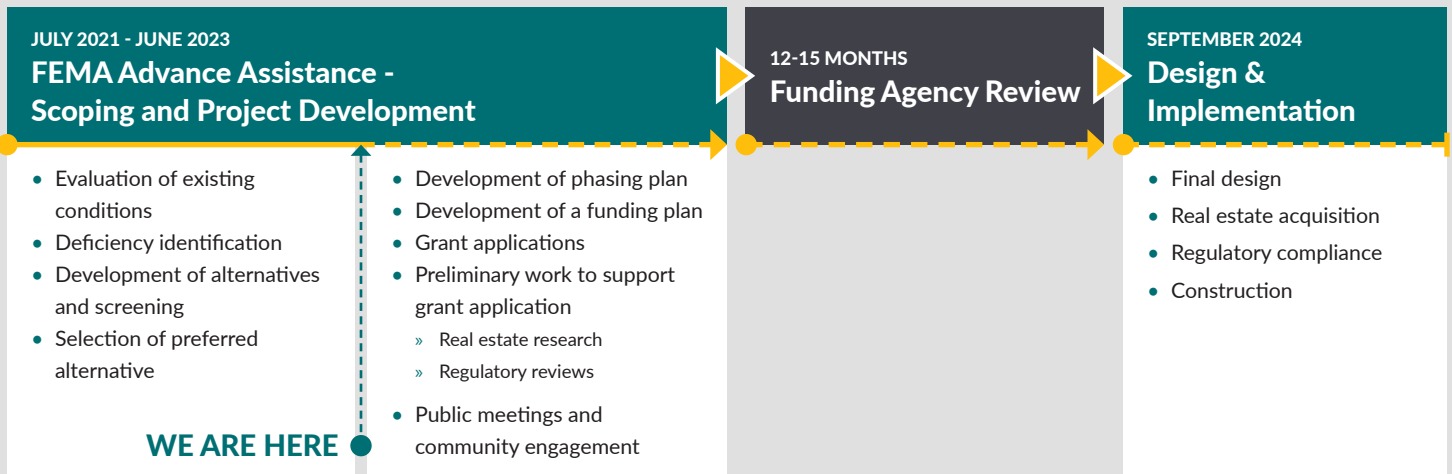 JULY 2021 - JUNE 2023
FEMA Advance Assistance -
Scoping and Project Development
12-15 MONTHS
Funding Agency Review
SEPTEMBER 2024
Design &
Implementation
• Evaluation of existing
conditions
• Deficiency identification
• Development of alternatives
and screening
• Selection of preferred
alternative
WE ARE HERE
• Development of phasing plan
• Development of a funding plan
• Grant applications
• Preliminary work to support
grant application
» Real estate research
» Regulatory reviews
• Public meetings and
community engagement
• Final design
• Real estate acquisition
• Regulatory compliance
• Construction